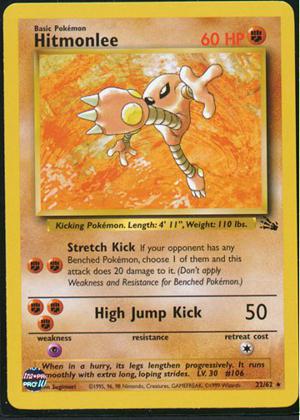 Basic Pokémon
Hitmonlee
60 HP
Kicking Pokémon. Length: 4' 11", Weight: 110 lbs.
Stretch Kick If your opponent has any
Benched Pokémon, choose 1 of them and this
attack does 20 damage to it. (Don't apply
Weakness and Resistance for Benched Pokémon.)
High Jump Kick 50
weakness resistance retreat cost
When in a hurry, its legs lengthen progressively. It runs
smoothly with extra long, loping strides. LV. 30 #106
Sugimori ©1995, 96, 98 Nintendo, Creatures, GAMEFREAK. ©1999 Wizards. 22/62